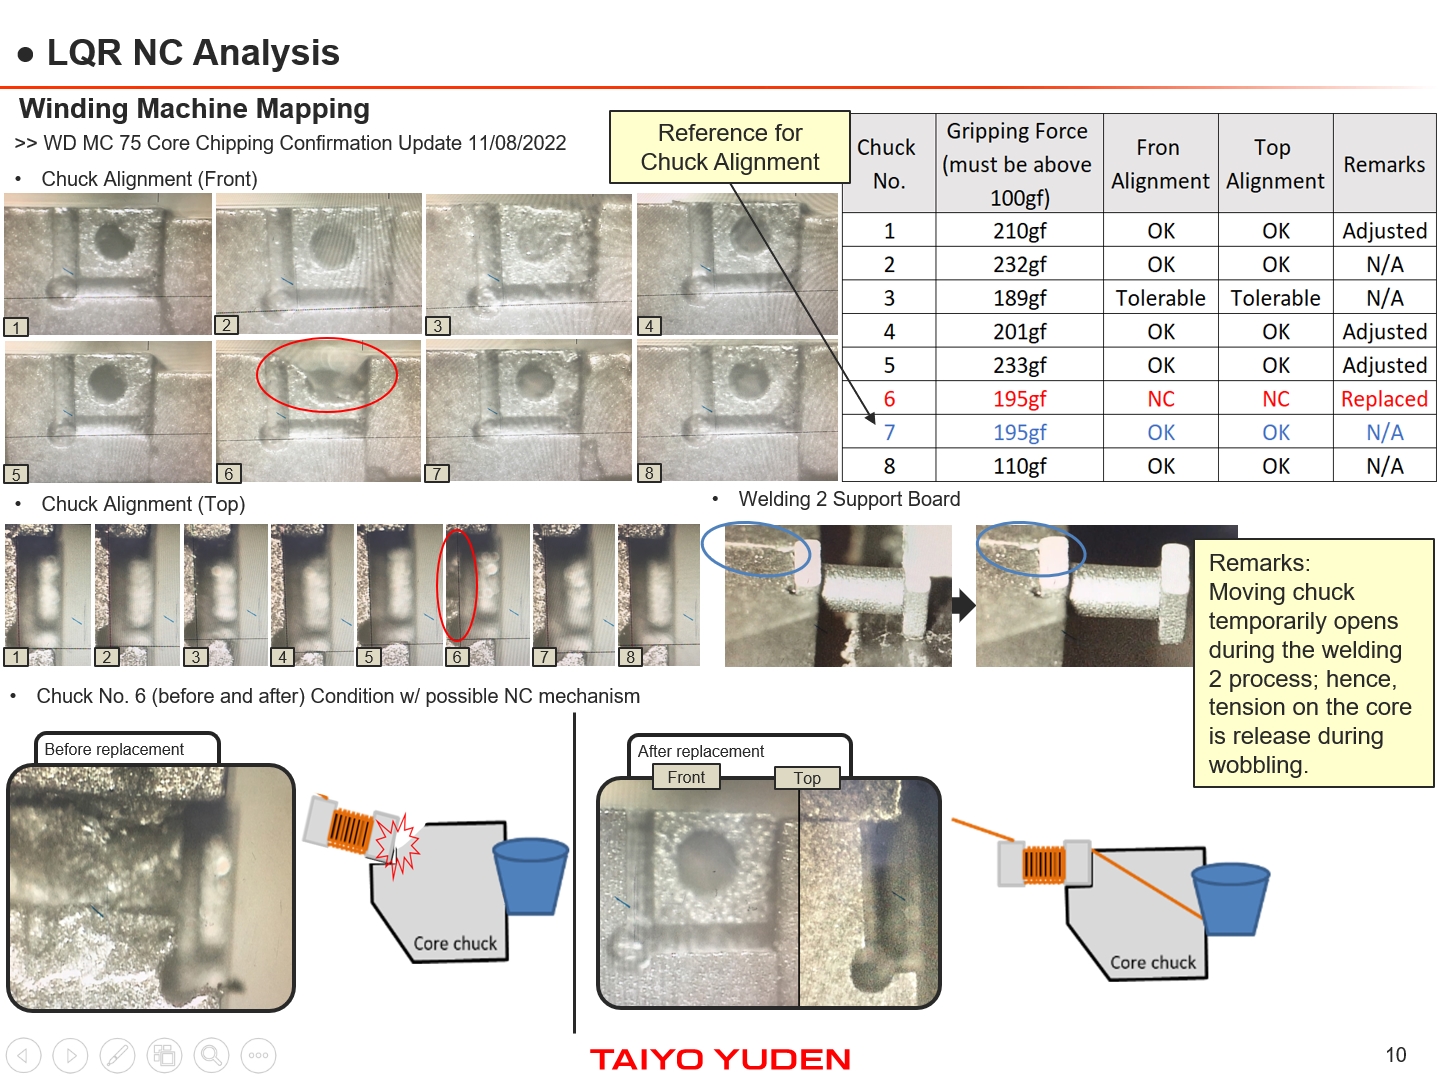 ● LQR NC Analysis
Winding Machine Mapping
>> WD MC 75 Core Chipping Confirmation Update 11/08/2022
• Chuck Alignment (Front)
1
2
3
4
5
6
7
8
Reference for
Chuck Alignment
Chuck No. Gripping Force (must be above 100gf) Fron Alignment Top Alignment Remarks
1 210gf OK OK Adjusted
2 232gf OK OK N/A
3 189gf Tolerable Tolerable N/A
4 201gf OK OK Adjusted
5 233gf OK OK Adjusted
6 195gf NC NC Replaced
7 195gf OK OK N/A
8 110gf OK OK N/A
• Chuck Alignment (Top)
1
2
3
4
5
6
7
8
• Welding 2 Support Board
Remarks:
Moving chuck
temporarily opens
during the welding
2 process; hence,
tension on the core
is release during
wobbling.
• Chuck No. 6 (before and after) Condition w/ possible NC mechanism
Before replacement
Core chuck
After replacement
Front
Top
Core chuck
TAIYO YUDEN
10